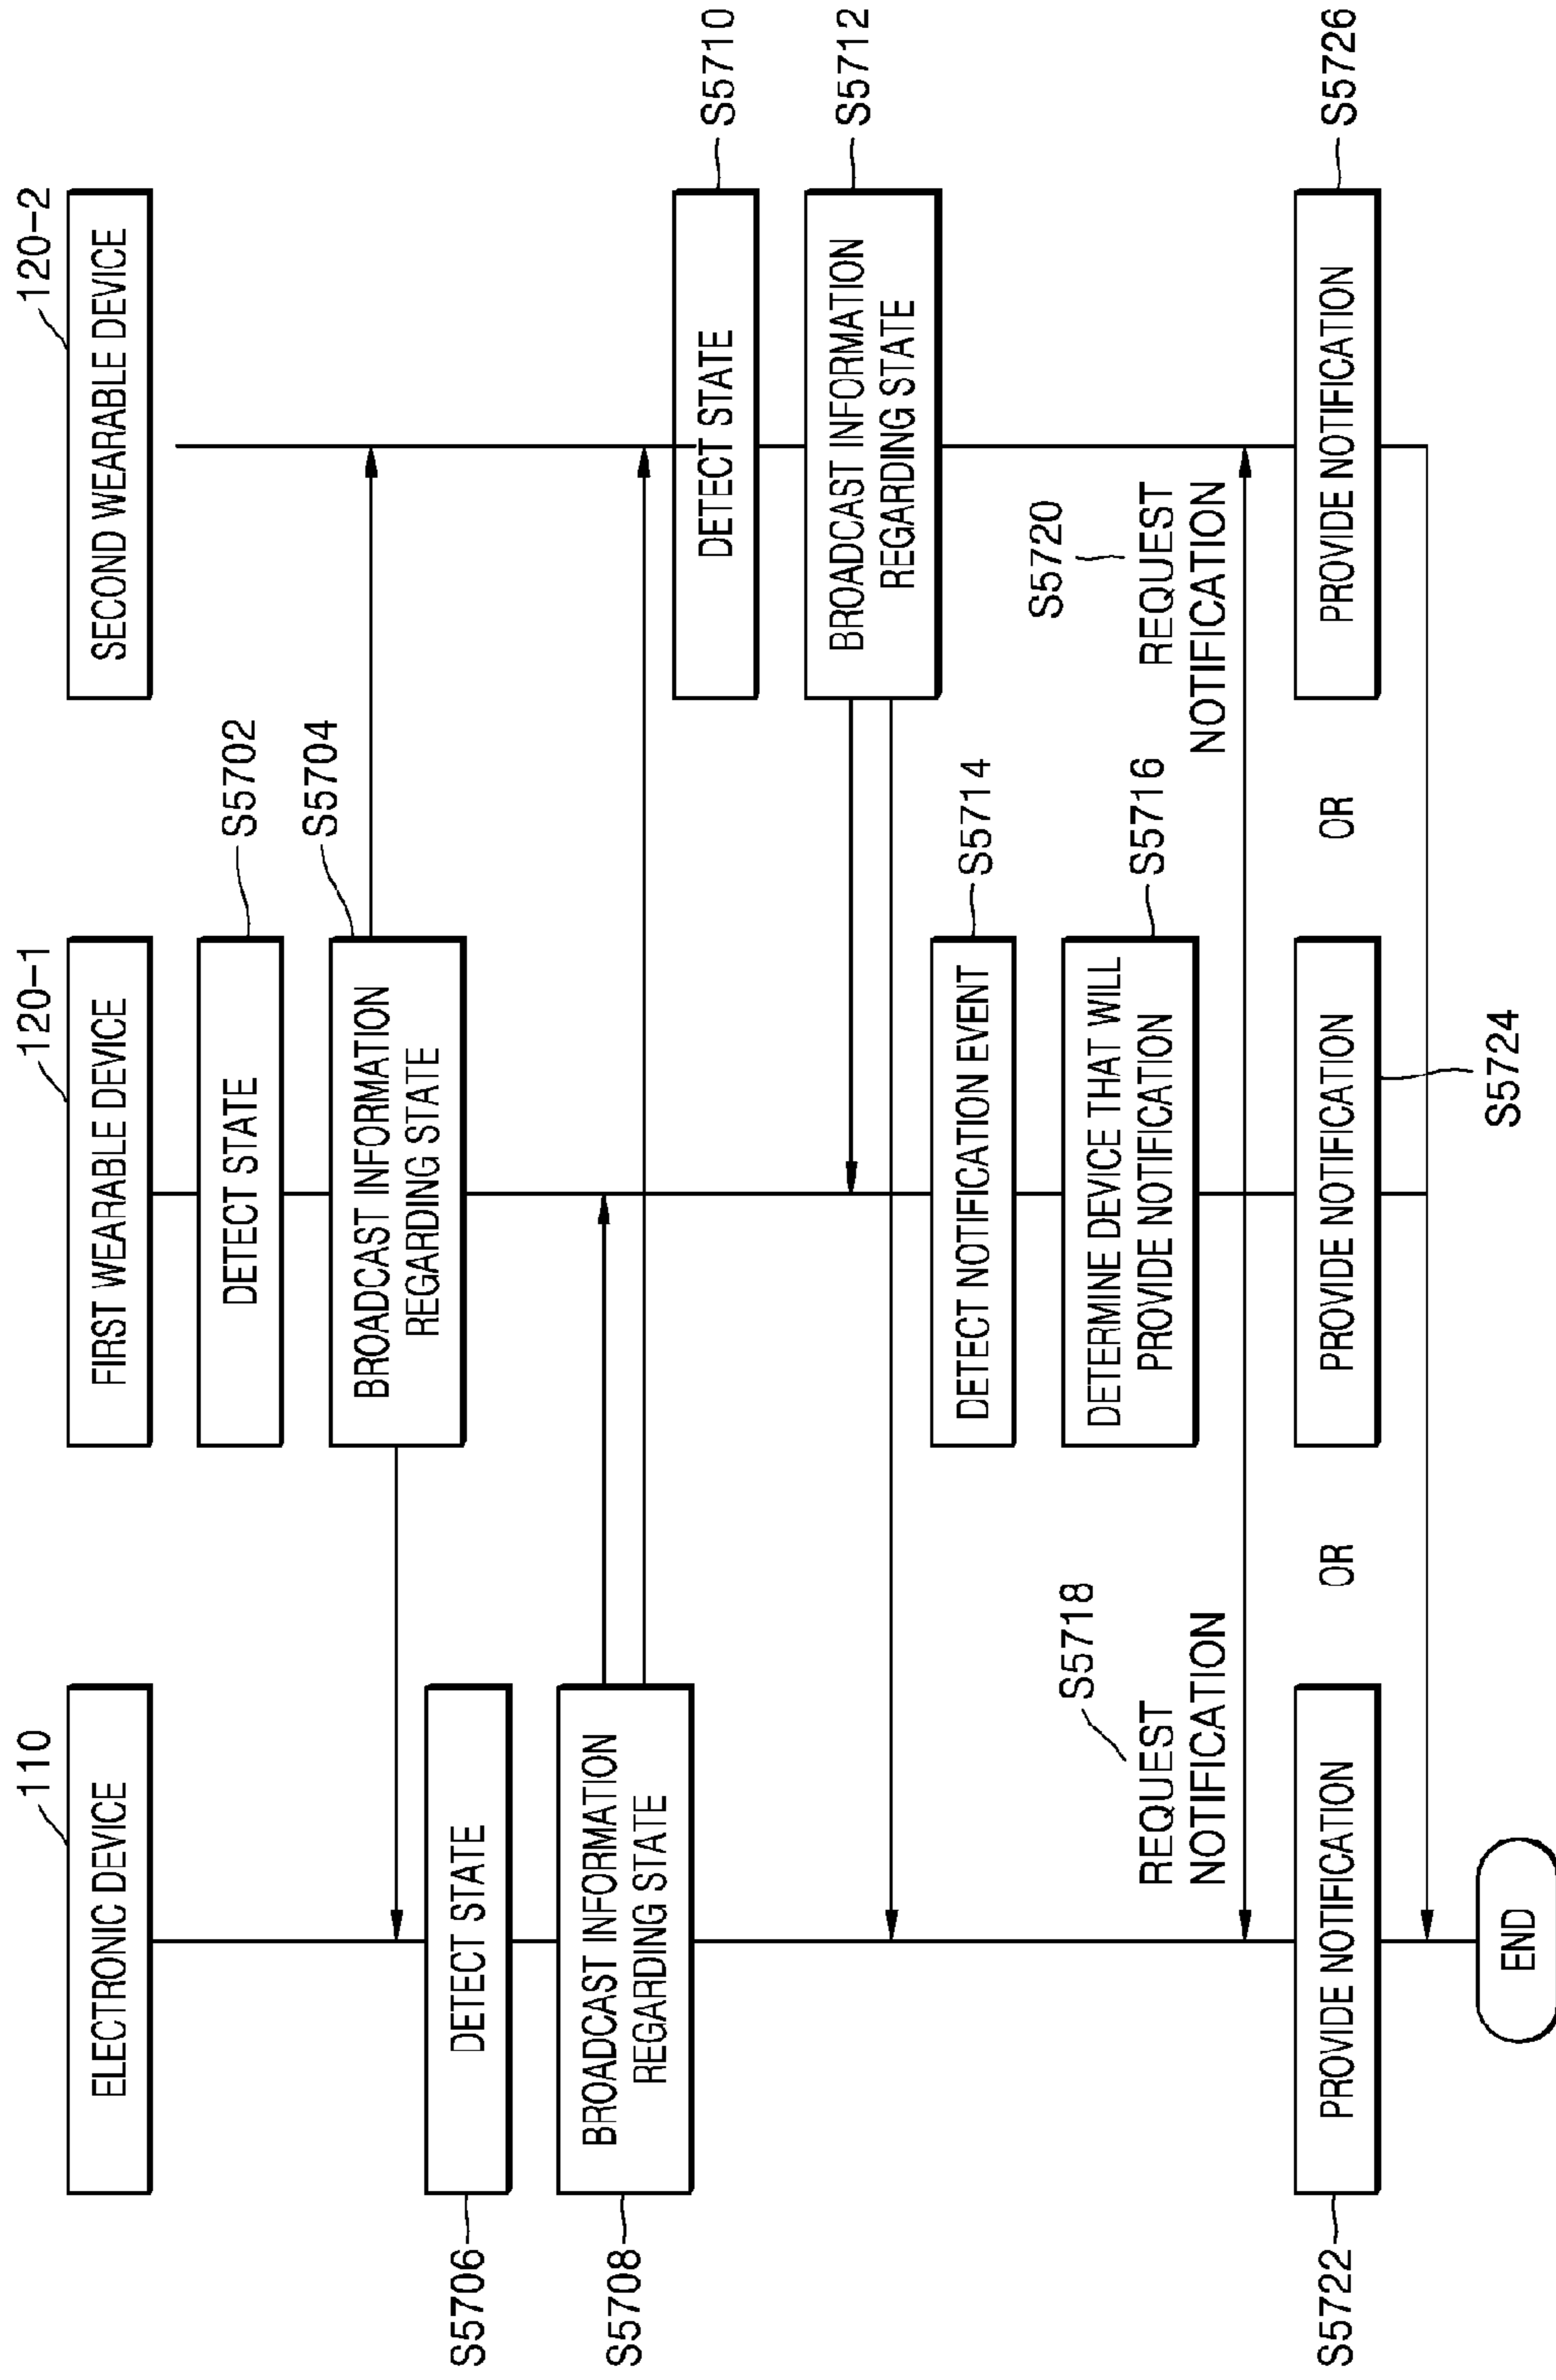 110
120-1
120-2
ELECTRONIC DEVICE
FIRST WEARABLE DEVICE
SECOND WEARABLE DEVICE
DETECT STATE
S5702
BROADCAST INFORMATION
REGARDING STATE
S5704
S5706
DETECT STATE
S5708
BROADCAST INFORMATION
REGARDING STATE
DETECT STATE
S5710
BROADCAST INFORMATION
REGARDING STATE
S5712
DETECT NOTIFICATION EVENT
S5714
DETERMINE DEVICE THAT WILL
PROVIDE NOTIFICATION
S5716
S5718
REQUEST
NOTIFICATION
S5720
REQUEST
NOTIFICATION
S5722
PROVIDE NOTIFICATION
OR
PROVIDE NOTIFICATION
OR
PROVIDE NOTIFICATION
S5726
S5724
END